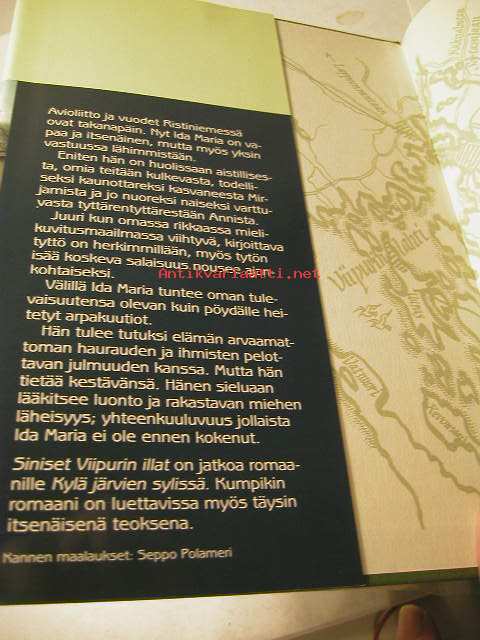 Avioliitto ja vuodet Ristiniemessä
ovat takanapäin. Nyt Ida Maria on va-
paa ja itsenäinen, mutta myös yksin
vastuussa lähimmistään.
Eniten hän on huolissaan aistillises-
ta, omia teitään kulkevasta, todelli-
seksi kaunottareksi kasvaneesta Mir-
jamista ja jo nuoreksi naiseksi varttu-
vasta tyttärentyttärestään Annista.
Juuri kun omassa rikkaassa mieli-
kuvitusmaailmassa viihtyvä, kirjoittava
tyttö on herkimmillään, myös tytön
isää koskeva salaisuus nousee ajan-
kohtaiseksi.
Antikvariaatti.net
Välillä Ida Maria tuntee oman tule-
vaisuutensa olevan kuin pöydälle hei-
tetyt arpakuutiot.
Hän tulee tutuksi elämän arvaamat-
toman haurauden ja ihmisten pelot-
tavan julmuuden kanssa. Mutta hän
tietää kestävänsä. Hänen sieluaan
lääkitsee luonto ja rakastavan miehen
läheisyys; yhteenkuuluvuus jollaista
Ida Maria ei ole ennen kokenut.
Siniset Viipurin illat on jatkoa romaa-
nille Kylä järvien sylissä. Kumpikin
romaani on luettavissa myös täysin
itsenäisenä teoksena.
Kannen maalaukset: Seppo Polameri